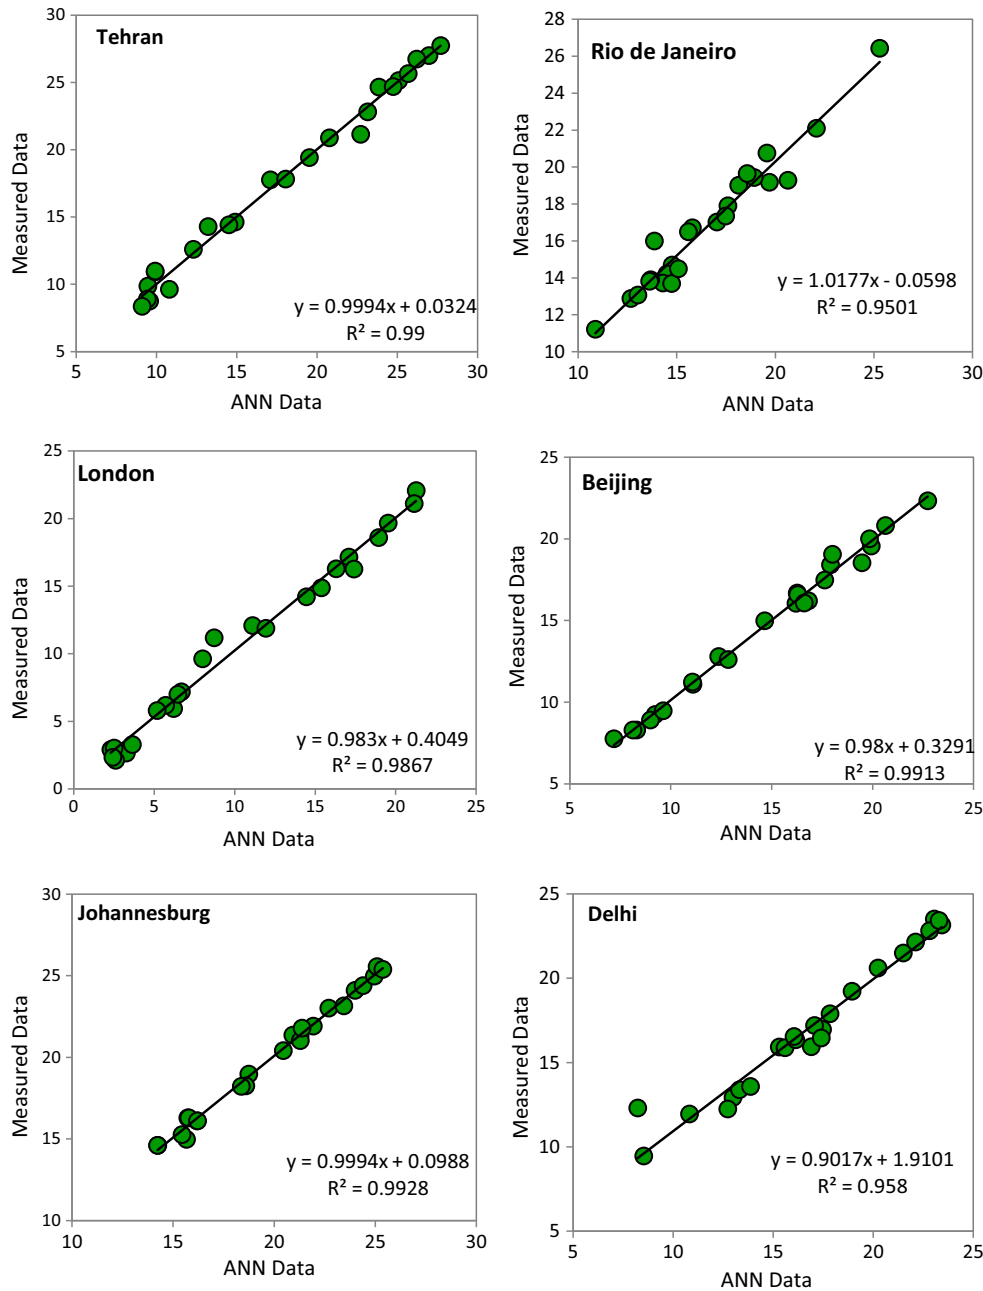 Tehran
30
25
20
15
10
5
5
10
15
20
25
30
Measured Data
ANN Data
y = 0.9994x + 0.0324
R² = 0.99
Rio de Janeiro
28
26
24
22
20
18
16
14
12
10
10
15
20
25
30
Measured Data
ANN Data
y = 1.0177x - 0.0598
R² = 0.9501
London
25
20
15
10
5
0
0
5
10
15
20
25
Measured Data
ANN Data
y = 0.983x + 0.4049
R² = 0.9867
Beijing
25
20
15
10
5
5
10
15
20
25
Measured Data
ANN Data
y = 0.98x + 0.3291
R² = 0.9913
Johannesburg
30
25
20
15
10
10
15
20
25
30
Measured Data
ANN Data
y = 0.9994x + 0.0988
R² = 0.9928
Delhi
25
20
15
10
5
5
10
15
20
25
Measured Data
ANN Data
y = 0.9017x + 1.9101
R² = 0.958